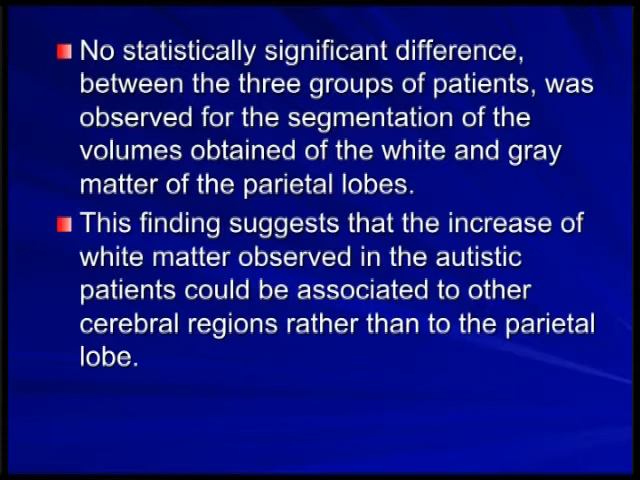 No statistically significant difference,
between the three groups of patients, was
observed for the segmentation of the
volumes obtained of the white and gray
matter of the parietal lobes.
This finding suggests that the increase of
white matter observed in the autistic
patients could be associated to other
cerebral regions rather than to the parietal
lobe.